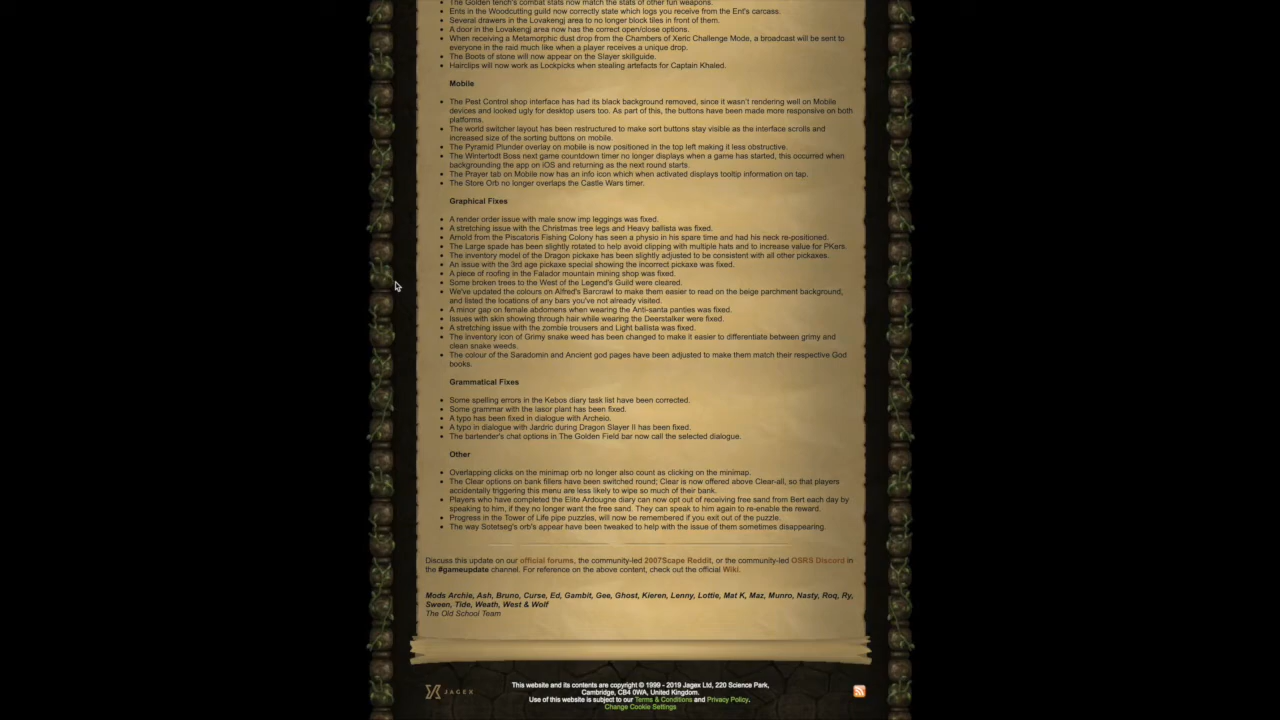 The Golden tench's combat stats now match the stats of other fun weapons.
Ents in the Woodcutting guild now correctly state which logs you receive from the Ent's carcass.
Several drawers in the Lovakengj area to no longer block tiles in front of them.
A door in the Lovakengj area now has the correct open/close options.
When receiving a Metamorphic dust drop from the Chambers of Xeric Challenge Mode, a broadcast will be sent to
everyone in the raid much like when a player receives a unique drop.
The Boots of stone will now appear on the Slayer skillguide.
Hairclips will now work as Lockpicks when stealing artefacts for Captain Khaled.
Mobile
The Pest Control shop interface has had its black background removed, since it wasn't rendering well on Mobile
devices and looked ugly for desktop users too. As part of this, the buttons have been made more responsive on both
platforms.
The world switcher layout has been restructured to make sort buttons stay visible as the interface scrolls and
increased size of the sorting buttons on mobile.
The Pyramid Plunder overlay on mobile is now positioned in the top left making it less obstructive.
The Wintertodt Boss next game countdown timer no longer displays when a game has started, this occurred when
backgrounding the app on iOS and returning as the next round starts.
The Prayer tab on Mobile now has an info icon which when activated displays tooltip information on tap.
The Store Orb no longer overlaps the Castle Wars timer.
Graphical Fixes
A render order issue with male snow imp leggings was fixed.
A stretching issue with the Christmas tree legs and Heavy ballista was fixed.
Arnold from the Piscatoris Fishing Colony has seen a physio in his spare time and had his neck re-positioned.
The Large spade has been slightly rotated to help avoid clipping with multiple hats and to increase value for PKers.
The inventory model of the Dragon pickaxe has been slightly adjusted to be consistent with all other pickaxes.
An issue with the 3rd age pickaxe special showing the incorrect pickaxe was fixed.
A piece of roofing in the Falador mountain mining shop was fixed.
Some broken trees to the West of the Legend's Guild were cleared.
We've updated the colours on Alfred's Barcrawl to make them easier to read on the beige parchment background,
and listed the locations of any bars you've not already visited.
A minor gap on female abdomens when wearing the Anti-santa panties was fixed.
Issues with skin showing through hair while wearing the Deerstalker were fixed.
A stretching issue with the zombie trousers and Light ballista was fixed.
The inventory icon of Grimy snake weed has been changed to make it easier to differentiate between grimy and
clean snake weeds.
The colour of the Saradomin and Ancient god pages have been adjusted to make them match their respective God
books.
Grammatical Fixes
Some spelling errors in the Kebos diary task list have been corrected.
Some grammar with the Iasor plant has been fixed.
A typo has been fixed in dialogue with Archeio.
A typo in dialogue with Jardric during Dragon Slayer II has been fixed.
The bartender's chat options in The Golden Field bar now call the selected dialogue.
Other
Overlapping clicks on the minimap orb no longer also count as clicking on the minimap.
The Clear options on bank fillers have been switched round; Clear is now offered above Clear-all, so that players
accidentally triggering this menu are less likely to wipe so much of their bank.
Players who have completed the Elite Ardougne diary can now opt out of receiving free sand from Bert each day by
speaking to him, if they no longer want the free sand. They can speak to him again to re-enable the reward.
Progress in the Tower of Life pipe puzzles, will now be remembered if you exit out of the puzzle.
The way Sotetseg's orb's appear have been tweaked to help with the issue of them sometimes disappearing.
Discuss this update on our official forums, the community-led 2007Scape Reddit, or the community-led OSRS Discord in
the #gameupdate channel. For reference on the above content, check out the official Wiki.
Mods Archie, Ash, Bruno, Curse, Ed, Gambit, Gee, Ghost, Kieren, Lenny, Lottie, Mat K, Maz, Munro, Nasty, Roq, Ry,
Sween, Tide, Weath, West & Wolf
The Old School Team
JAGEX
This website and its contents are copyright © 1999 - 2019 Jagex Ltd, 220 Science Park,
Cambridge, CB4 0WA, United Kingdom.
Use of this website is subject to our Terms & Conditions and Privacy Policy.
Change Cookie Settings